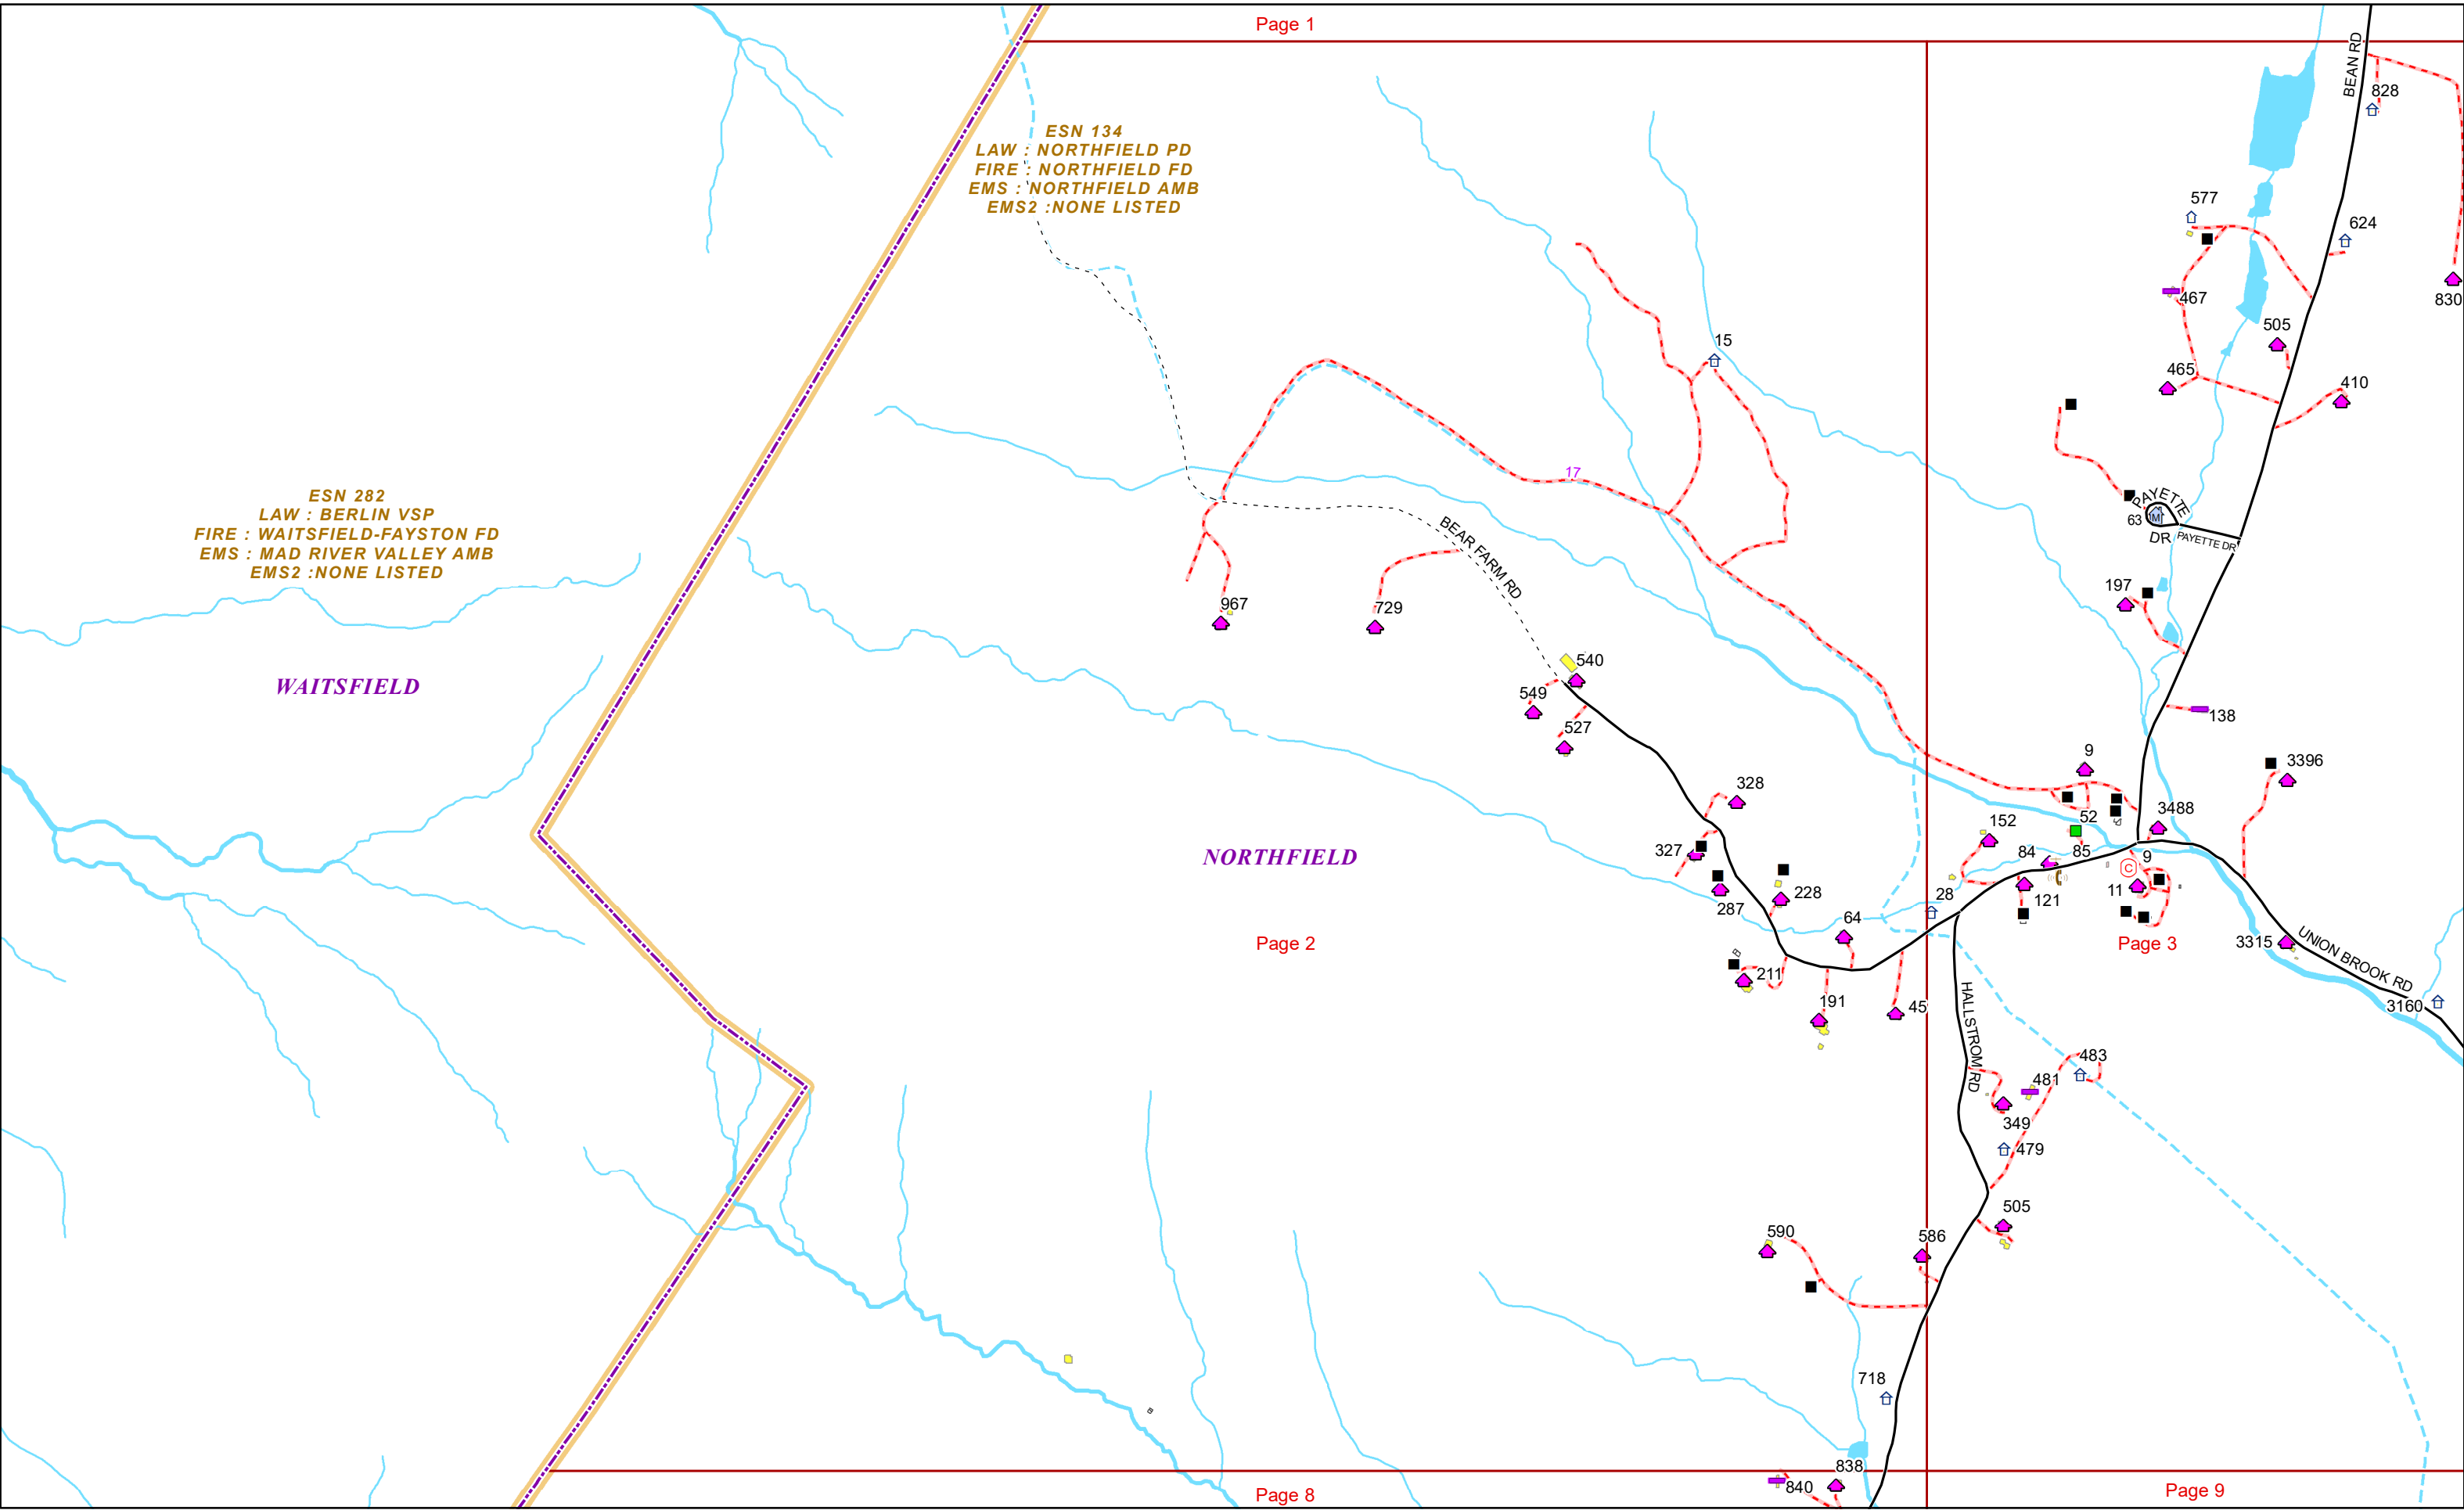 Page 1
BEAN RD
828
ESN 134
LAW : NORTHFIELD PD
FIRE : NORTHFIELD FD
EMS : NORTHFIELD AMB
EMS2 :NONE LISTED
577
624
467
830
505
15
465
410
17
ESN 282
LAW : BERLIN VSP
FIRE : WAITSFIELD-FAYSTON FD
EMS : MAD RIVER VALLEY AMB
EMS2 :NONE LISTED
PAYETTE
DR
63
M
PAYETTE DR
BEAR FARM RD
197
967
729
540
549
527
WAITSFIELD
138
9
3396
328
3488
52
152
327
84
85
9
C
NORTHFIELD
11
287
228
28
121
64
Page 2
Page 3
3315
UNION BROOK RD
211
191
45
3160
HALLSTROM RD
483
481
349
479
505
590
586
718
838
840
Page 8
Page 9